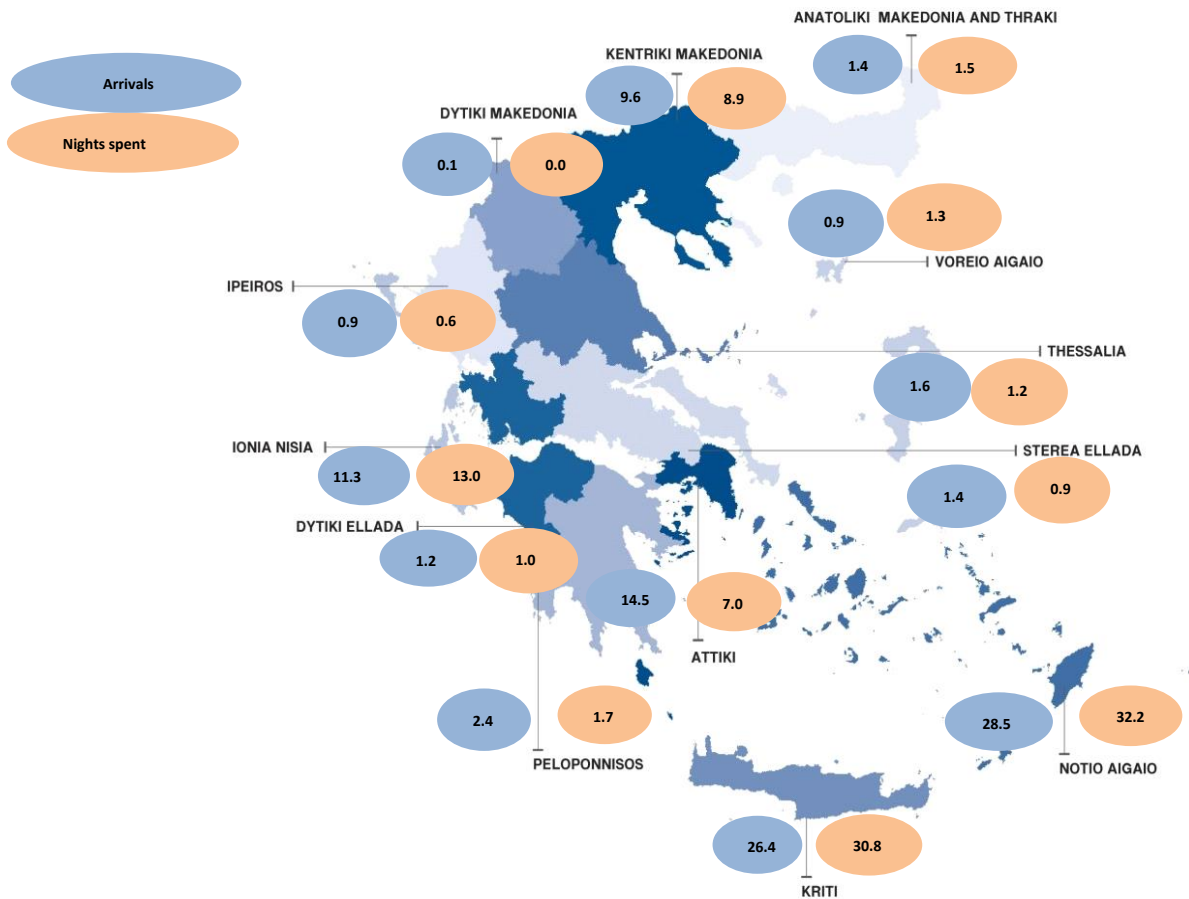 ANATOLIKI MAKEDONIA AND THRAKI
1.4
1.5
Arrivals
Nights spent
KENTRIKI MAKEDONIA
9.6
8.9
DYTIKI MAKEDONIA
0.1
0.0
0.9
1.3
VOREIO AIGAIO
IPEIROS
0.9
0.6
THESSALIA
1.6
1.2
IONIA NISIA
11.3
13.0
STEREA ELLADA
1.4
0.9
DYTIKI ELLADA
1.2
1.0
14.5
7.0
ATTIKI
2.4
1.7
PELOPONNISOS
28.5
32.2
NOTIO AIGAIO
26.4
30.8
KRITI